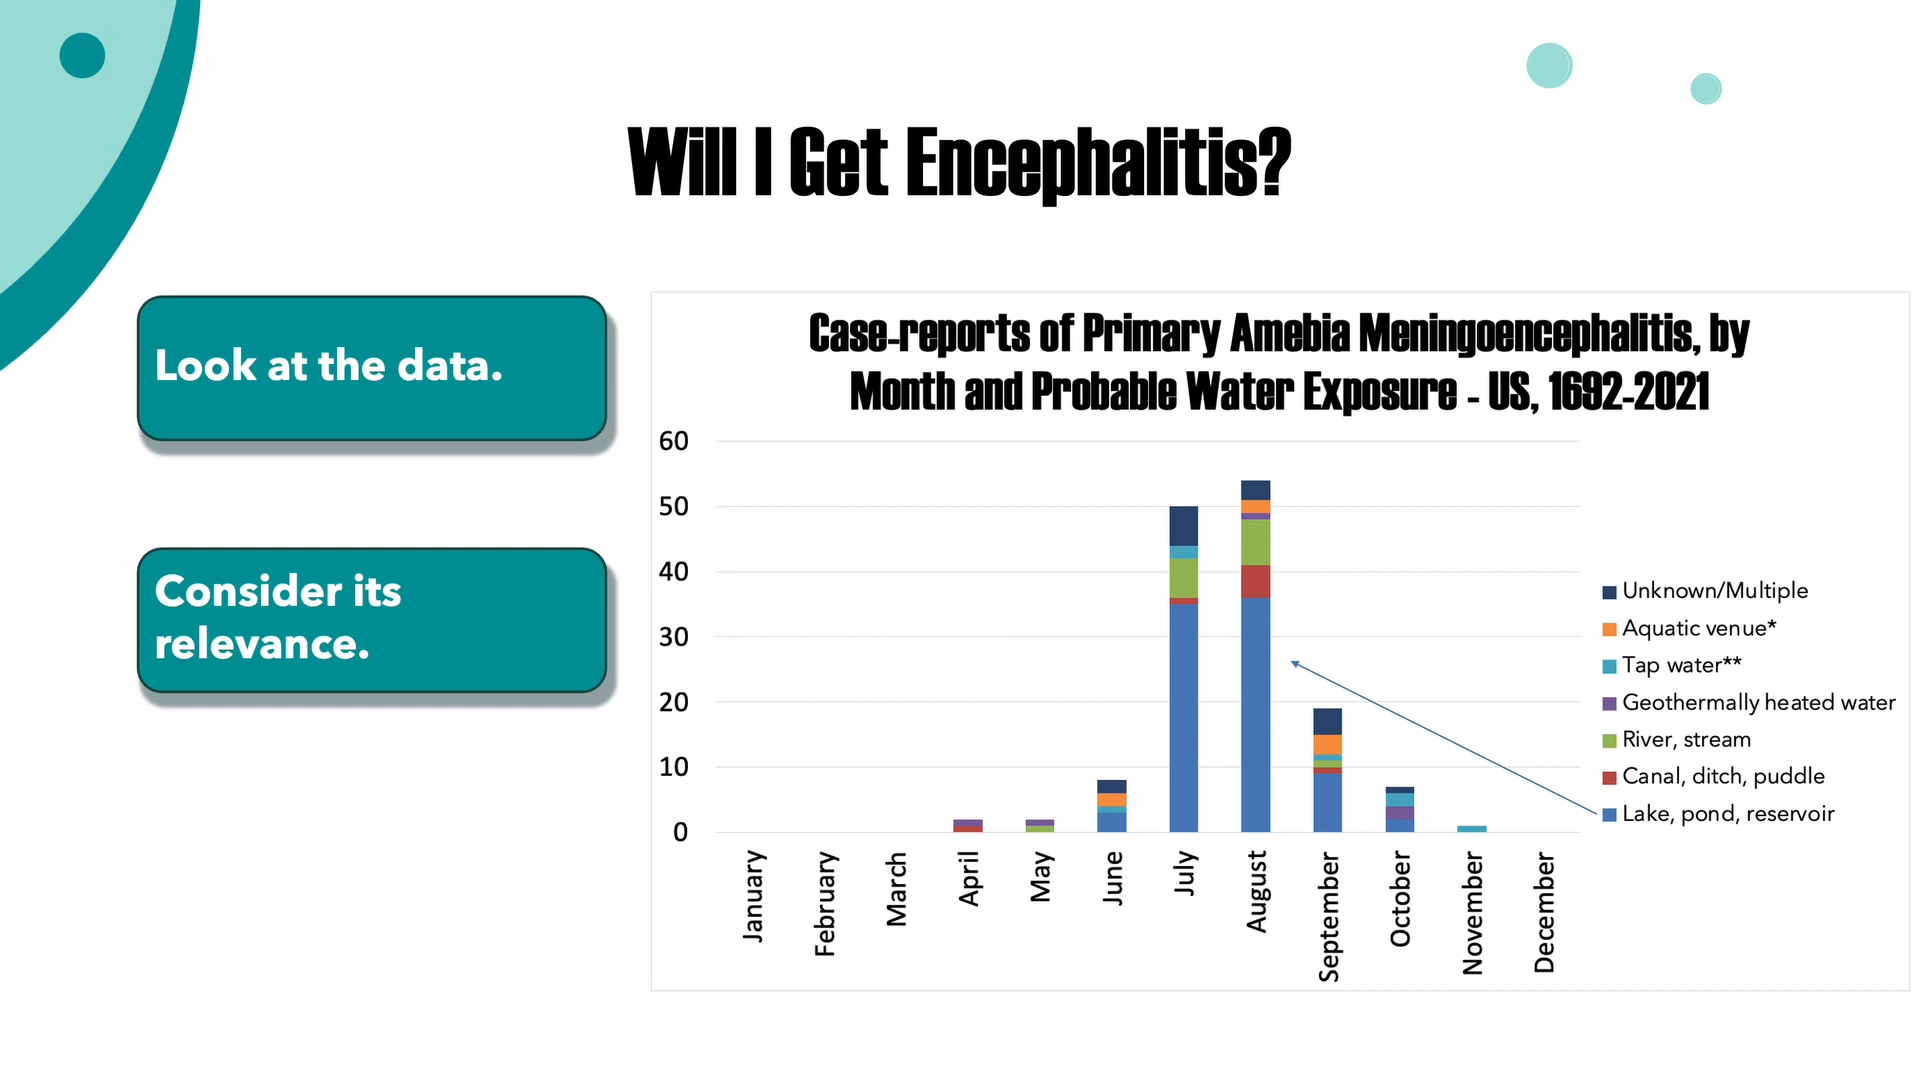 Will I Get Encephalitis?
Look at the data.
Consider its
relevance.
Case-reports of Primary Amebia Meningoencephalitis, by
Month and Probable Water Exposure - US, 1692-2021
60
50
40
30
20
10
0
January
February
March
April
May
June
July
August
September
October
November
December
Unknown/Multiple
Aquatic venue*
Tap water**
Geothermally heated water
River, stream
Canal, ditch, puddle
Lake, pond, reservoir